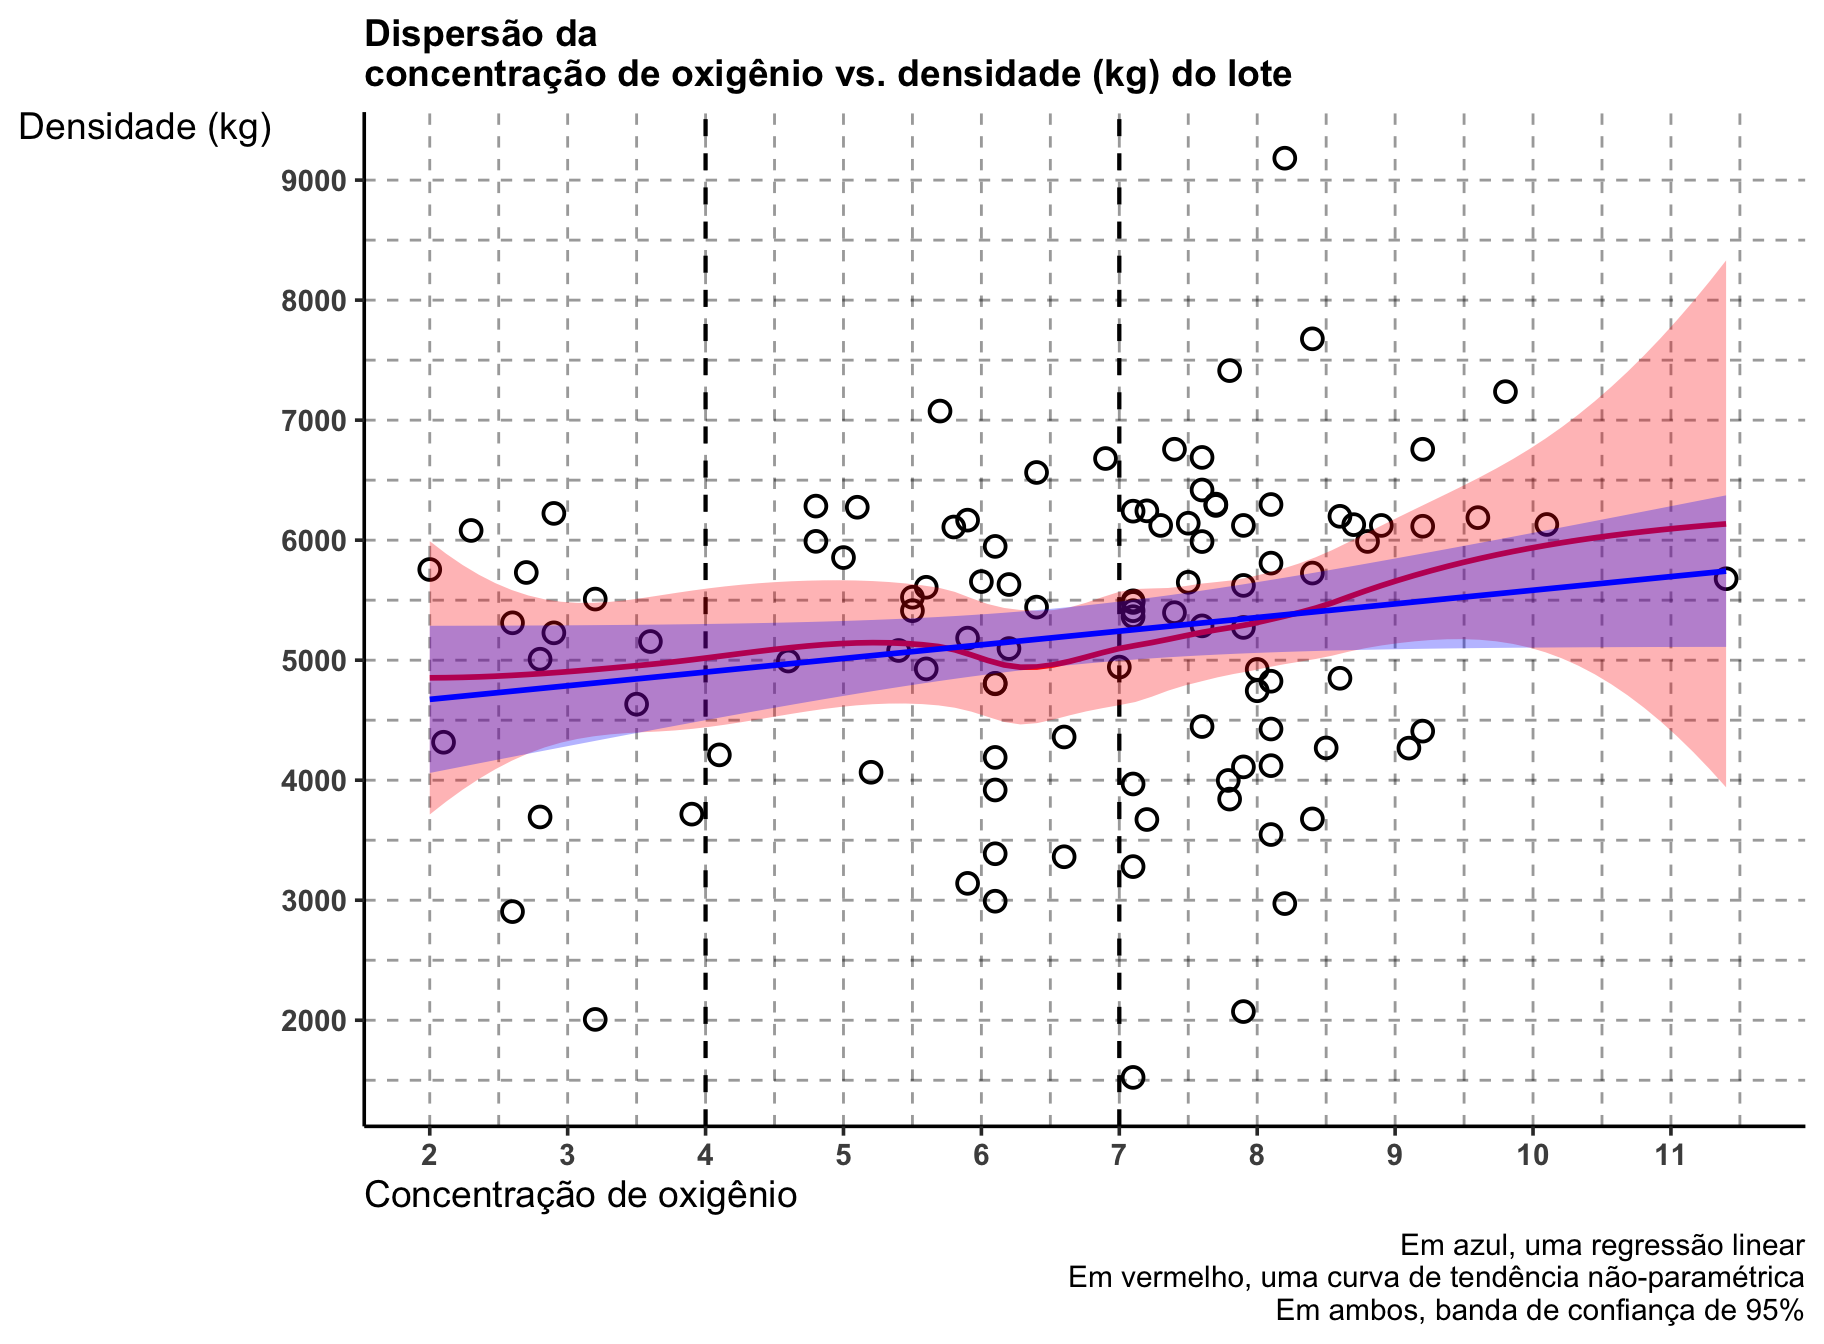 Dispersão da
concentração de oxigênio vs. densidade (kg) do lote
Densidade (kg)
9000
8000
7000
6000
5000
4000
3000
2000
2 3 4 5 6 7 8 9 10 11
Concentração de oxigênio
Em azul, uma regressão linear
Em vermelho, uma curva de tendência não-paramétrica
Em ambos, banda de confiança de 95%